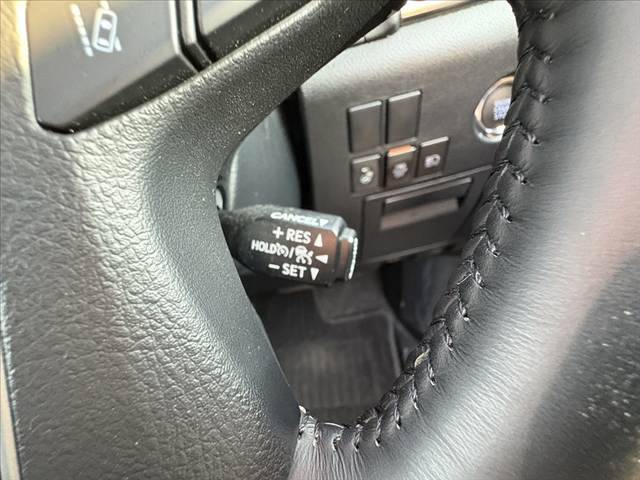 CANCEL
+ RES
HOLD /
− SET